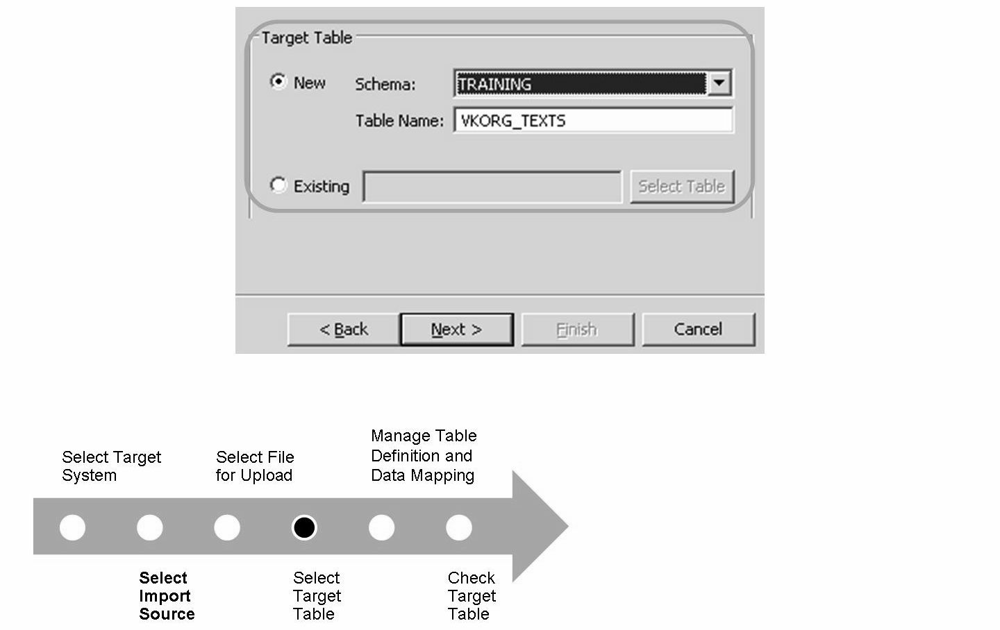 Target Table
New Schema: TRAINING
Table Name: VKORG_TEXTS
Existing Select Table
< Back Next > Finish Cancel
Select Target
System
Select File
for Upload
Manage Table
Definition and
Data Mapping
Select
Import
Source
Select
Target
Table
Check
Target
Table